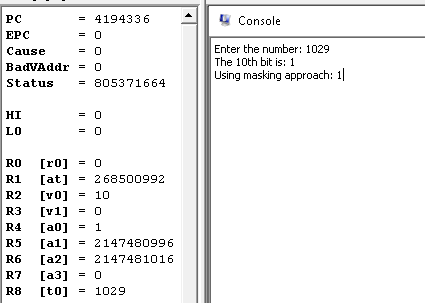 PC = 4194336
EPC = 0
Cause = 0
BadVAddr = 0
Status = 805371664
HI = 0
LO = 0
R0 [r0] = 0
R1 [at] = 268500992
R2 [v0] = 10
R3 [v1] = 0
R4 [a0] = 1
R5 [a1] = 2147480996
R6 [a2] = 2147481016
R7 [a3] = 0
R8 [t0] = 1029
Console
Enter the number: 1029
The 10th bit is: 1
Using masking approach: 1